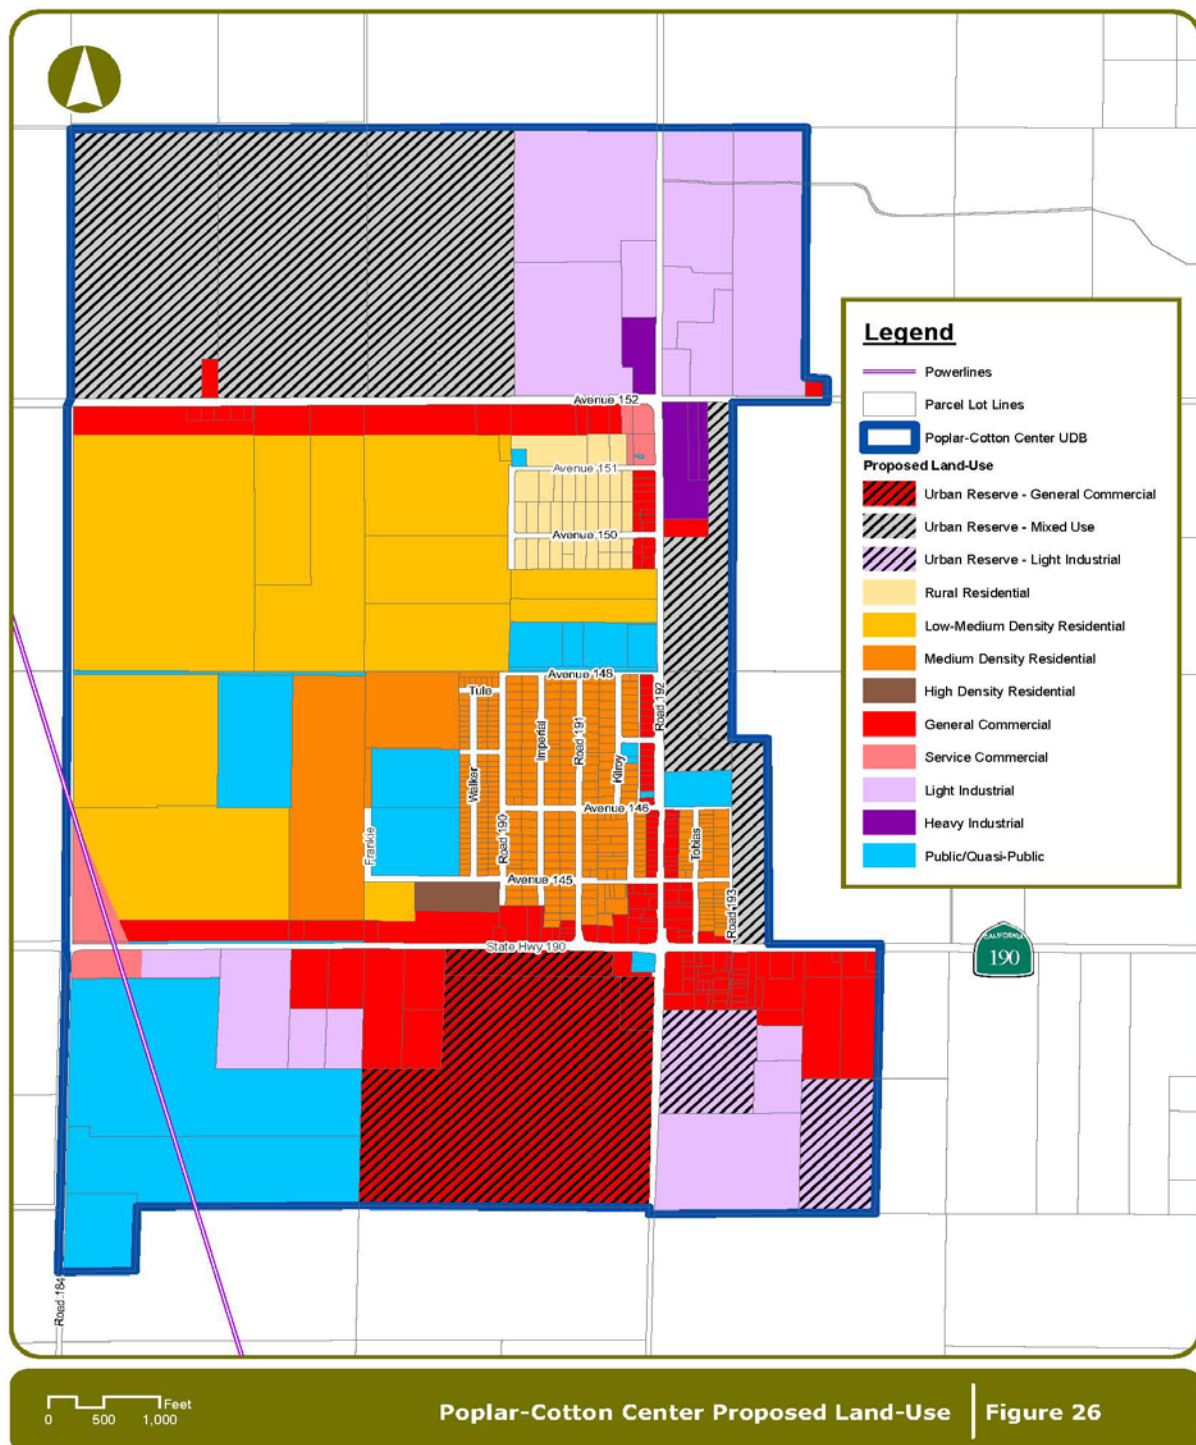 Avenue 152
Avenue 151
Avenue 150
Avenue 148
Tule
Road 192
Imperial
Road 191
Kilroy
Walker
Avenue 146
Frankie
Road 190
Tobias
Avenue 145
Road 193
State Hwy 190
Road 184
Legend
Powerlines
Parcel Lot Lines
Poplar-Cotton Center UDB
Proposed Land-Use
Urban Reserve - General Commercial
Urban Reserve - Mixed Use
Urban Reserve - Light Industrial
Rural Residential
Low-Medium Density Residential
Medium Density Residential
High Density Residential
General Commercial
Service Commercial
Light Industrial
Heavy Industrial
Public/Quasi-Public
CALIFORNIA
190
Feet
0 500 1,000
Poplar-Cotton Center Proposed Land-Use
Figure 26